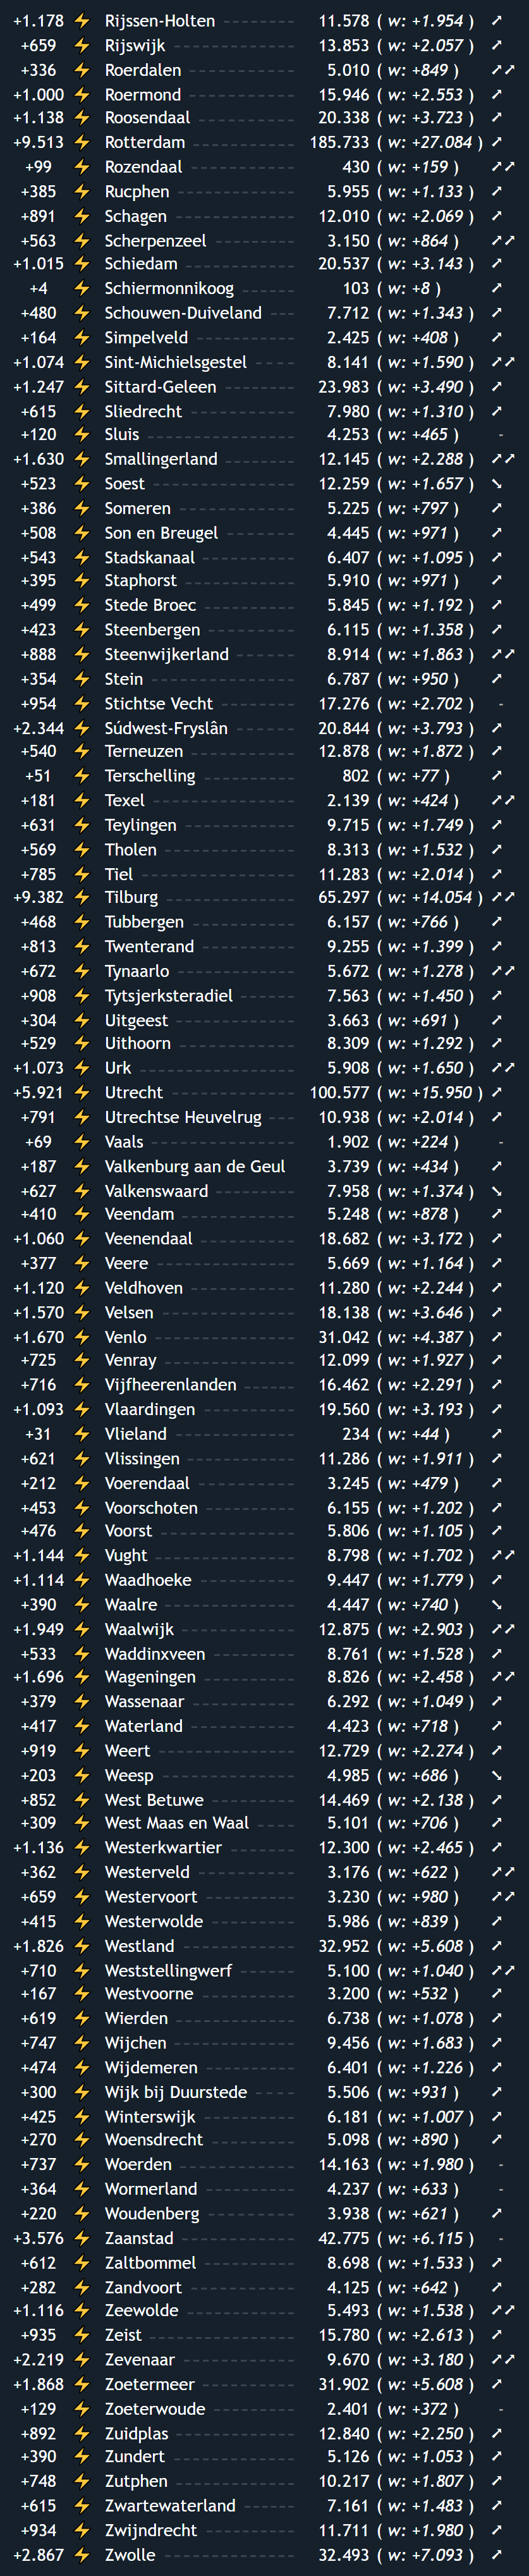 +1.178 ⚡ Rijssen-Holten 11.578 ( w: +1.954 ) ➚
+659 ⚡ Rijswijk 13.853 ( w: +2.057 ) ➚
+336 ⚡ Roerdalen 5.010 ( w: +849 ) ➚➚
+1.000 ⚡ Roermond 15.946 ( w: +2.553 ) ➚
+1.138 ⚡ Roosendaal 20.338 ( w: +3.723 ) ➚
+9.513 ⚡ Rotterdam 185.733 ( w: +27.084 ) ➚
+99 ⚡ Rozendaal 430 ( w: +159 ) ➚➚
+385 ⚡ Rucphen 5.955 ( w: +1.133 ) ➚
+891 ⚡ Schagen 12.010 ( w: +2.069 ) ➚
+563 ⚡ Scherpenzeel 3.150 ( w: +864 ) ➚➚
+1.015 ⚡ Schiedam 20.537 ( w: +3.143 ) ➚
+4 ⚡ Schiermonnikoog 103 ( w: +8 ) ➚
+480 ⚡ Schouwen-Duiveland 7.712 ( w: +1.343 ) ➚
+164 ⚡ Simpelveld 2.425 ( w: +408 ) ➚
+1.074 ⚡ Sint-Michielsgestel 8.141 ( w: +1.590 ) ➚➚
+1.247 ⚡ Sittard-Geleen 23.983 ( w: +3.490 ) ➚
+615 ⚡ Sliedrecht 7.980 ( w: +1.310 ) ➚
+120 ⚡ Sluis 4.253 ( w: +465 ) -
+1.630 ⚡ Smallingerland 12.145 ( w: +2.288 ) ➚➚
+523 ⚡ Soest 12.259 ( w: +1.657 ) ➘
+386 ⚡ Someren 5.225 ( w: +797 ) ➚
+508 ⚡ Son en Breugel 4.445 ( w: +971 ) ➚
+543 ⚡ Stadskanaal 6.407 ( w: +1.095 ) ➚
+395 ⚡ Staphorst 5.910 ( w: +971 ) ➚
+499 ⚡ Stede Broec 5.845 ( w: +1.192 ) ➚
+423 ⚡ Steenbergen 6.115 ( w: +1.358 ) ➚
+888 ⚡ Steenwijkerland 8.914 ( w: +1.863 ) ➚➚
+354 ⚡ Stein 6.787 ( w: +950 ) ➚
+954 ⚡ Stichtse Vecht 17.276 ( w: +2.702 ) -
+2.344 ⚡ Súdwest-Fryslân 20.844 ( w: +3.793 ) ➚
+540 ⚡ Terneuzen 12.878 ( w: +1.872 ) ➚
+51 ⚡ Terschelling 802 ( w: +77 ) ➚
+181 ⚡ Texel 2.139 ( w: +424 ) ➚➚
+631 ⚡ Teylingen 9.715 ( w: +1.749 ) ➚
+569 ⚡ Tholen 8.313 ( w: +1.532 ) ➚
+785 ⚡ Tiel 11.283 ( w: +2.014 ) ➚
+9.382 ⚡ Tilburg 65.297 ( w: +14.054 ) ➚➚
+468 ⚡ Tubbergen 6.157 ( w: +766 ) ➚
+813 ⚡ Twenterand 9.255 ( w: +1.399 ) ➚
+672 ⚡ Tynaarlo 5.672 ( w: +1.278 ) ➚➚
+908 ⚡ Tytsjerksteradiel 7.563 ( w: +1.450 ) ➚
+304 ⚡ Uitgeest 3.663 ( w: +691 ) ➚
+529 ⚡ Uithoorn 8.309 ( w: +1.292 ) ➚
+1.073 ⚡ Urk 5.908 ( w: +1.650 ) ➚➚
+5.921 ⚡ Utrecht 100.577 ( w: +15.950 ) ➚
+791 ⚡ Utrechtse Heuvelrug 10.938 ( w: +2.014 ) ➚
+69 ⚡ Vaals 1.902 ( w: +224 ) -
+187 ⚡ Valkenburg aan de Geul 3.739 ( w: +434 ) ➚
+627 ⚡ Valkenswaard 7.958 ( w: +1.374 ) ➘
+410 ⚡ Veendam 5.248 ( w: +878 ) ➚
+1.060 ⚡ Veenendaal 18.682 ( w: +3.172 ) ➚
+377 ⚡ Veere 5.669 ( w: +1.164 ) ➚
+1.120 ⚡ Veldhoven 11.280 ( w: +2.244 ) ➚
+1.570 ⚡ Velsen 18.138 ( w: +3.646 ) ➚
+1.670 ⚡ Venlo 31.042 ( w: +4.387 ) ➚
+725 ⚡ Venray 12.099 ( w: +1.927 ) ➚
+716 ⚡ Vijfheerenlanden 16.462 ( w: +2.291 ) ➚
+1.093 ⚡ Vlaardingen 19.560 ( w: +3.193 ) ➚
+31 ⚡ Vlieland 234 ( w: +44 ) ➚
+621 ⚡ Vlissingen 11.286 ( w: +1.911 ) ➚
+212 ⚡ Voerendaal 3.245 ( w: +479 ) ➚
+453 ⚡ Voorschoten 6.155 ( w: +1.202 ) ➚
+476 ⚡ Voorst 5.806 ( w: +1.105 ) ➚
+1.144 ⚡ Vught 8.798 ( w: +1.702 ) ➚➚
+1.114 ⚡ Waadhoeke 9.447 ( w: +1.779 ) ➚
+390 ⚡ Waalre 4.447 ( w: +740 ) ➘
+1.949 ⚡ Waalwijk 12.875 ( w: +2.903 ) ➚➚
+533 ⚡ Waddinxveen 8.761 ( w: +1.528 ) ➚
+1.696 ⚡ Wageningen 8.826 ( w: +2.458 ) ➚➚
+379 ⚡ Wassenaar 6.292 ( w: +1.049 ) ➚
+417 ⚡ Waterland 4.423 ( w: +718 ) ➚
+919 ⚡ Weert 12.729 ( w: +2.274 ) ➚
+203 ⚡ Weesp 4.985 ( w: +686 ) ➘
+852 ⚡ West Betuwe 14.469 ( w: +2.138 ) ➚
+309 ⚡ West Maas en Waal 5.101 ( w: +706 ) ➚
+1.136 ⚡ Westerkwartier 12.300 ( w: +2.465 ) ➚
+362 ⚡ Westerveld 3.176 ( w: +622 ) ➚➚
+659 ⚡ Westervoort 3.230 ( w: +980 ) ➚➚
+415 ⚡ Westerwolde 5.986 ( w: +839 ) ➚
+1.826 ⚡ Westland 32.952 ( w: +5.608 ) ➚
+710 ⚡ Weststellingwerf 5.100 ( w: +1.040 ) ➚➚
+167 ⚡ Westvoorne 3.200 ( w: +532 ) ➚
+619 ⚡ Wierden 6.738 ( w: +1.078 ) ➚
+747 ⚡ Wijchen 9.456 ( w: +1.683 ) ➚
+474 ⚡ Wijdemeren 6.401 ( w: +1.226 ) ➚
+300 ⚡ Wijk bij Duurstede 5.506 ( w: +931 ) ➚
+425 ⚡ Winterswijk 6.181 ( w: +1.007 ) ➚
+270 ⚡ Woensdrecht 5.098 ( w: +890 ) ➚
+737 ⚡ Woerden 14.163 ( w: +1.980 ) -
+364 ⚡ Wormerland 4.237 ( w: +633 ) -
+220 ⚡ Woudenberg 3.938 ( w: +621 ) ➚
+3.576 ⚡ Zaanstad 42.775 ( w: +6.115 ) -
+612 ⚡ Zaltbommel 8.698 ( w: +1.533 ) ➚
+282 ⚡ Zandvoort 4.125 ( w: +642 ) ➚
+1.116 ⚡ Zeewolde 5.493 ( w: +1.538 ) ➚➚
+935 ⚡ Zeist 15.780 ( w: +2.613 ) ➚
+2.219 ⚡ Zevenaar 9.670 ( w: +3.180 ) ➚➚
+1.868 ⚡ Zoetermeer 31.902 ( w: +5.608 ) ➚
+129 ⚡ Zoeterwoude 2.401 ( w: +372 ) -
+892 ⚡ Zuidplas 12.840 ( w: +2.250 ) ➚
+390 ⚡ Zundert 5.126 ( w: +1.053 ) ➚
+748 ⚡ Zutphen 10.217 ( w: +1.807 ) ➚
+615 ⚡ Zwartewaterland 7.161 ( w: +1.483 ) ➚
+934 ⚡ Zwijndrecht 11.711 ( w: +1.980 ) ➚
+2.867 ⚡ Zwolle 32.493 ( w: +7.093 ) ➚